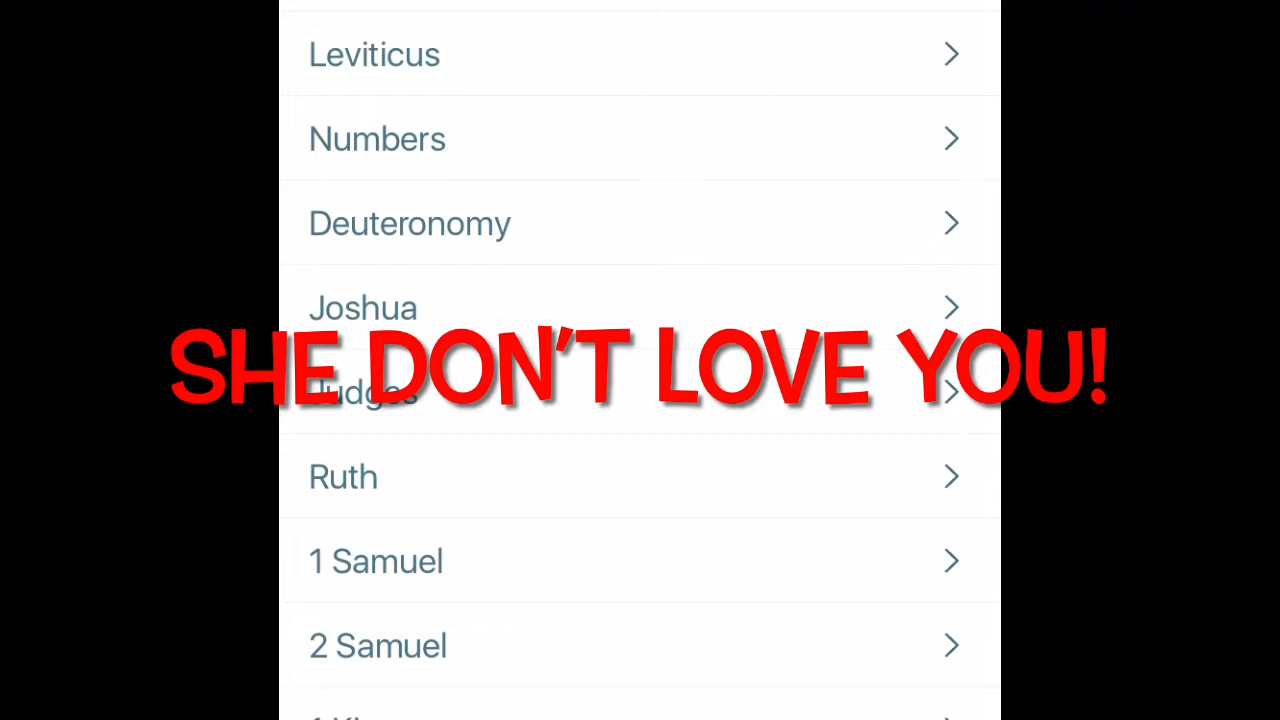 Leviticus
Numbers
Deuteronomy
Joshua
SHE DON'T LOVE YOU!
Judges
Ruth
1 Samuel
2 Samuel